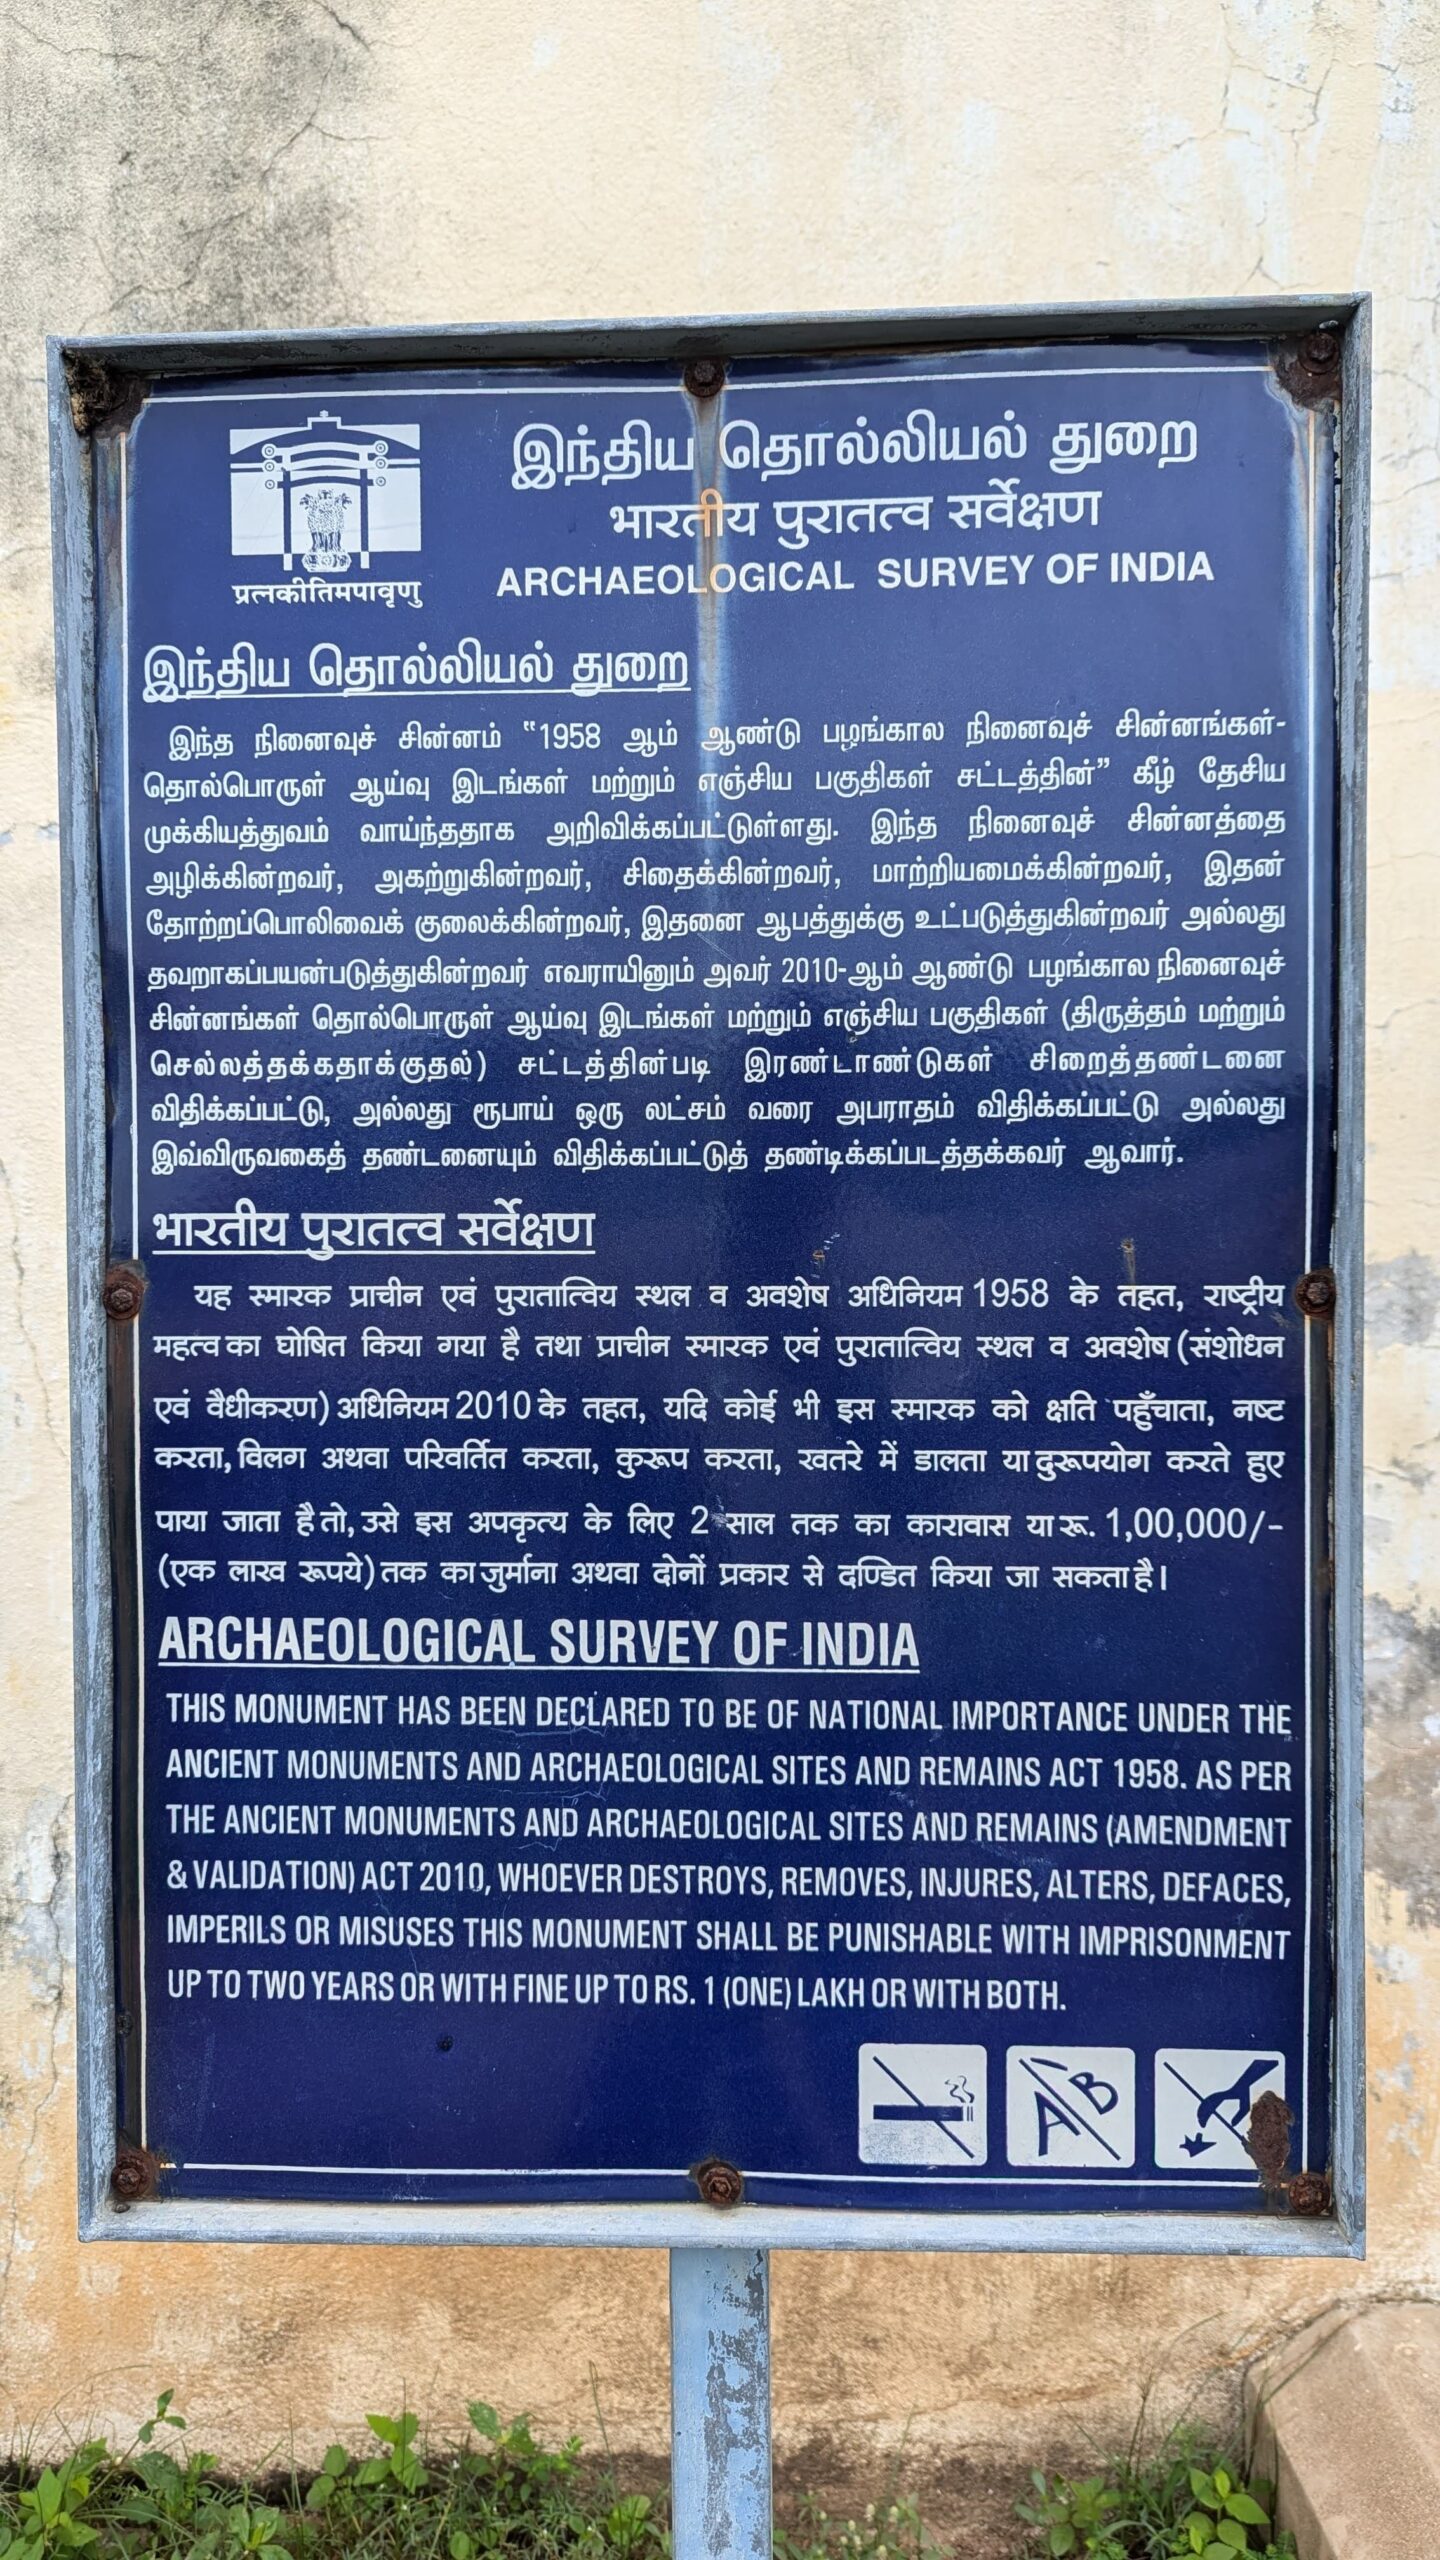 இந்திய தொல்லியல் துறை
भारतीय पुरातत्व सर्वेक्षण
ARCHAEOLOGICAL SURVEY OF INDIA
प्रत्नकीर्तिमपावृणु
இந்திய தொல்லியல் துறை
இந்த நினைவுச் சின்னம் “1958 ஆம் ஆண்டு பழங்கால நினைவுச் சின்னங்கள்-
தொல்பொருள் ஆய்வு இடங்கள் மற்றும் எஞ்சிய பகுதிகள் சட்டத்தின்” கீழ் தேசிய
முக்கியத்துவம் வாய்ந்ததாக அறிவிக்கப்பட்டுள்ளது. இந்த நினைவுச் சின்னத்தை
அழிக்கின்றவர், அகற்றுகின்றவர், சிதைக்கின்றவர், மாற்றியமைக்கின்றவர், இதன்
தோற்றப்பொலிவைக் குலைக்கின்றவர், இதனை ஆபத்துக்கு உட்படுத்துகின்றவர் அல்லது
தவறாகப்பயன்படுத்துகின்றவர் எவராயினும் அவர் 2010-ஆம் ஆண்டு பழங்கால நினைவுச்
சின்னங்கள் தொல்பொருள் ஆய்வு இடங்கள் மற்றும் எஞ்சிய பகுதிகள் (திருத்தம் மற்றும்
செல்லத்தக்கதாக்குதல்) சட்டத்தின்படி இரண்டாண்டுகள் சிறைத்தண்டனை
விதிக்கப்பட்டு, அல்லது ரூபாய் ஒரு லட்சம் வரை அபராதம் விதிக்கப்பட்டு அல்லது
இவ்விருவகைத் தண்டனையும் விதிக்கப்பட்டுத் தண்டிக்கப்படத்தக்கவர் ஆவார்.
भारतीय पुरातत्व सर्वेक्षण
यह स्मारक प्राचीन एवं पुरातात्विय स्थल व अवशेष अधिनियम 1958 के तहत, राष्ट्रीय
महत्व का घोषित किया गया है तथा प्राचीन स्मारक एवं पुरातात्विय स्थल व अवशेष (संशोधन
एवं वैधीकरण) अधिनियम 2010 के तहत, यदि कोई भी इस स्मारक को क्षति पहुँचाता, नष्ट
करता, विलग अथवा परिवर्तित करता, कुरूप करता, खतरे में डालता या दुरूपयोग करते हुए
पाया जाता है तो, उसे इस अपकृत्य के लिए 2 साल तक का कारावास या रू. 1,00,000/-
(एक लाख रूपये) तक का जुर्माना अथवा दोनों प्रकार से दण्डित किया जा सकता है।
ARCHAEOLOGICAL SURVEY OF INDIA
THIS MONUMENT HAS BEEN DECLARED TO BE OF NATIONAL IMPORTANCE UNDER THE
ANCIENT MONUMENTS AND ARCHAEOLOGICAL SITES AND REMAINS ACT 1958. AS PER
THE ANCIENT MONUMENTS AND ARCHAEOLOGICAL SITES AND REMAINS (AMENDMENT
& VALIDATION) ACT 2010, WHOEVER DESTROYS, REMOVES, INJURES, ALTERS, DEFACES,
IMPERILS OR MISUSES THIS MONUMENT SHALL BE PUNISHABLE WITH IMPRISONMENT
UP TO TWO YEARS OR WITH FINE UP TO RS. 1 (ONE) LAKH OR WITH BOTH.
A B